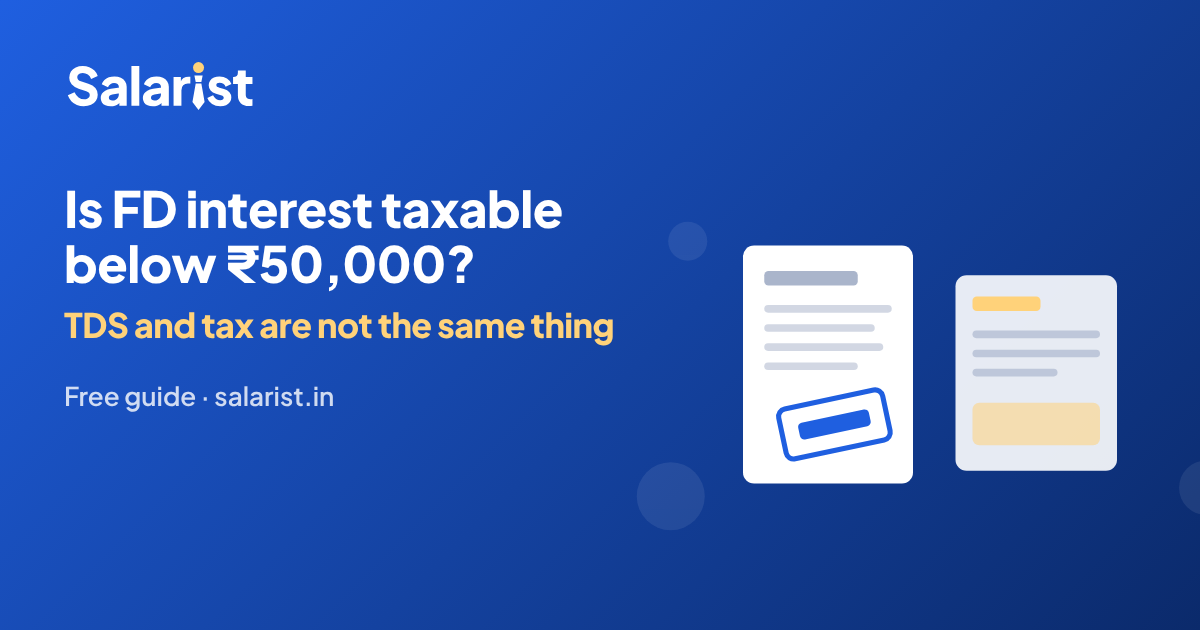 Salarist
Is FD interest taxable
below ₹50,000?
TDS and tax are not the same thing
Free guide · salarist.in